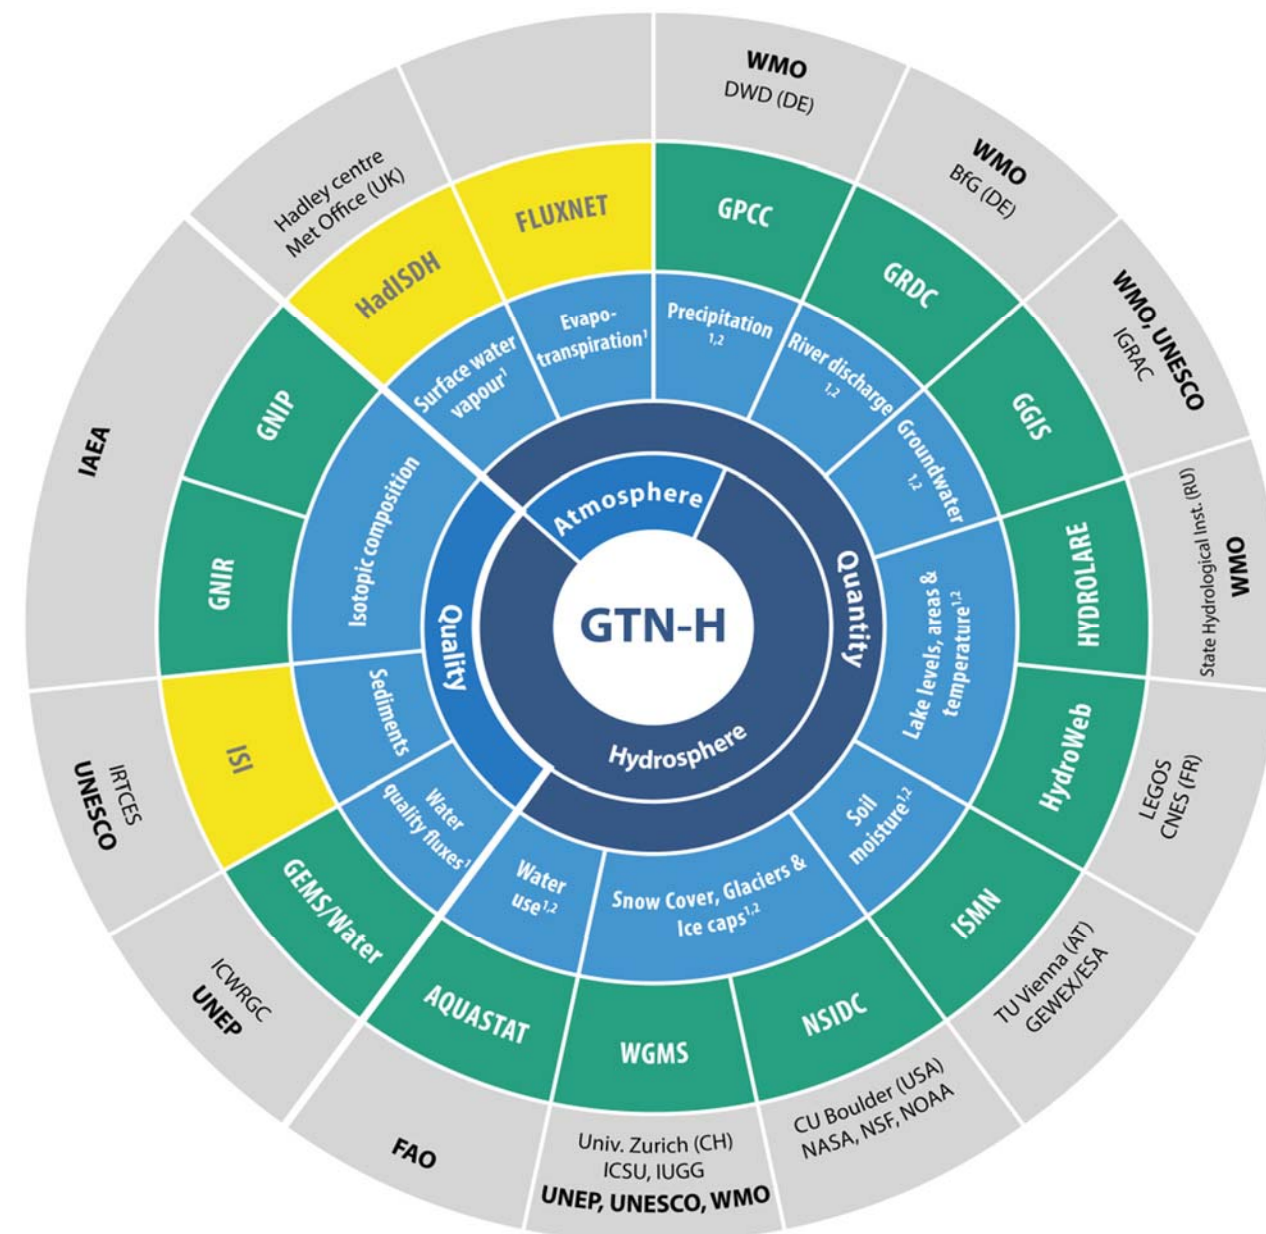 GTN-H
Atmosphere
Hydrosphere
Quantity
Quality
Precipitation
1,2
River discharge
1,2
Groundwater
1,2
Lake levels, areas &
temperature1,2
Soil
moisture1,2
Snow Cover, Glaciers &
Ice caps1,2
Water
use1,2
Water
quality fluxes1
Sediments
Isotopic composition
Surface water
vapour1
Evapo-
transpiration1
GPCC
GRDC
GGIS
HYDROLARE
HydroWeb
ISMN
NSIDC
WGMS
AQUASTAT
GEMS/Water
ISI
GNIR
GNIP
HadISDH
FLUXNET
WMO
DWD (DE)
WMO
BfG (DE)
WMO, UNESCO
IGRAC
WMO
State Hydrological Inst. (RU)
LEGOS
CNES (FR)
TU Vienna (AT)
GEWEX/ESA
CU Boulder (USA)
NASA, NSF, NOAA
Univ. Zurich (CH)
ICSU, IUGG
UNEP, UNESCO, WMO
FAO
ICWRGC
UNEP
IRTCES
UNESCO
IAEA
Hadley centre
Met Office (UK)